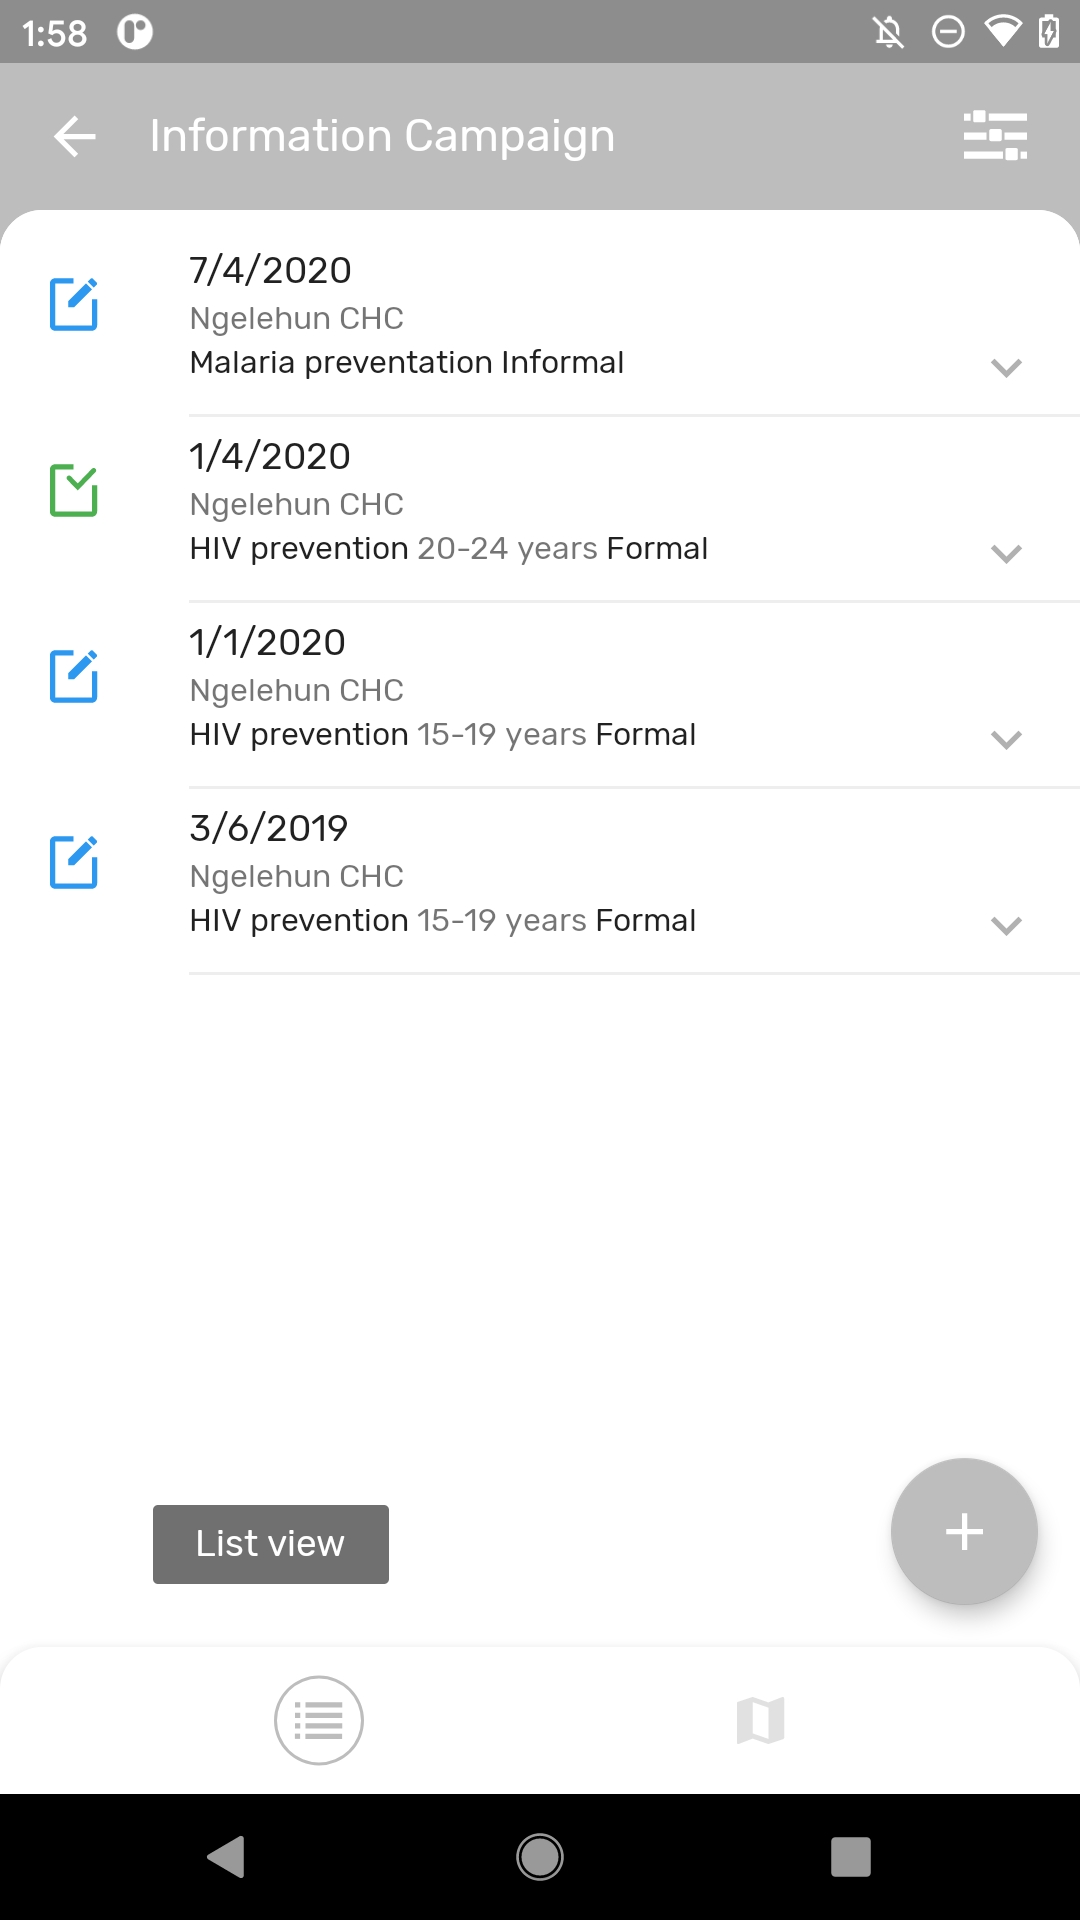 1:58
Information Campaign
7/4/2020
Ngelehun CHC
Malaria preventation Informal
1/4/2020
Ngelehun CHC
HIV prevention 20-24 years Formal
1/1/2020
Ngelehun CHC
HIV prevention 15-19 years Formal
3/6/2019
Ngelehun CHC
HIV prevention 15-19 years Formal
List view